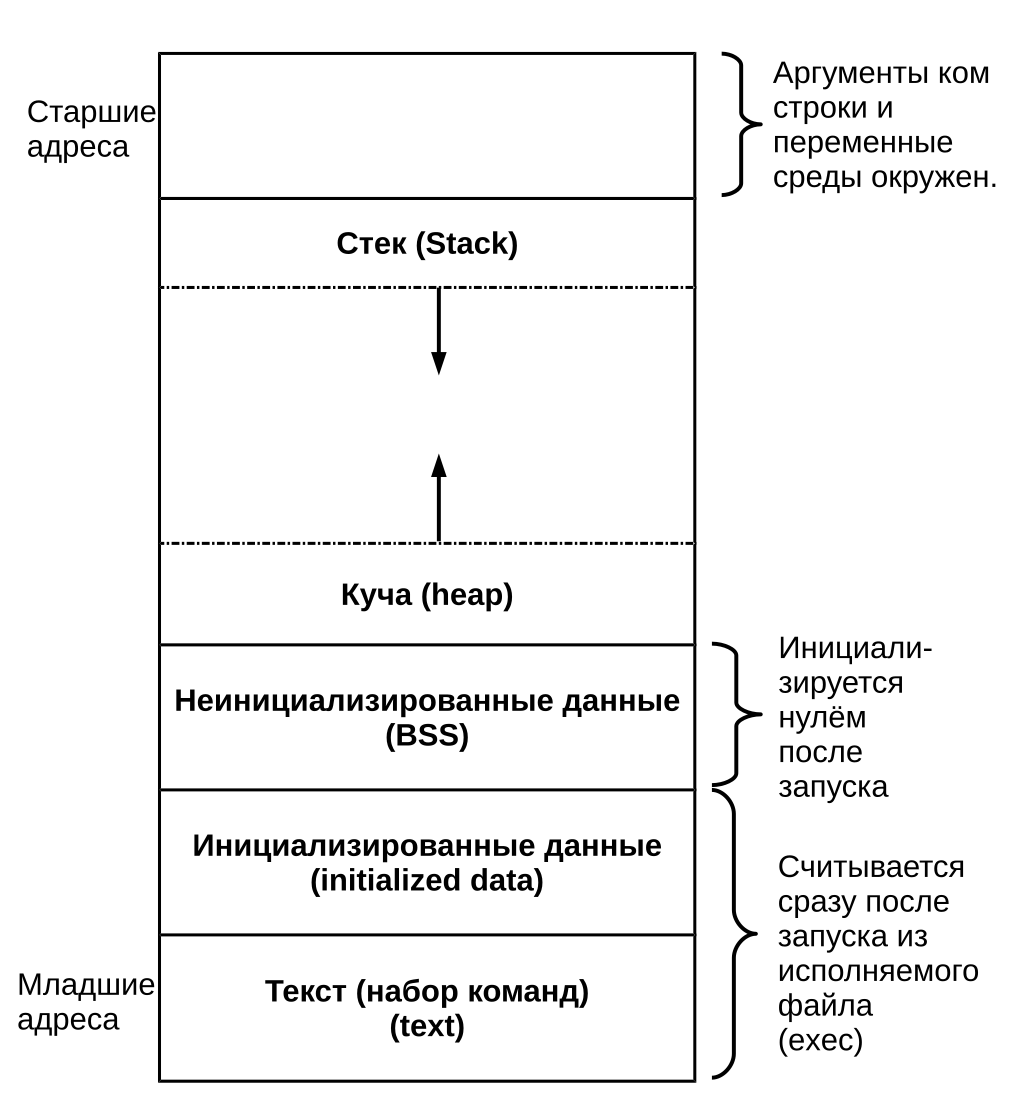 Старшие
адреса
Аргументы ком
строки и
переменные
среды окружен.
Стек (Stack)
Куча (heap)
Неинициализированные данные
(BSS)
Инициали-
зируется
нулём
после
запуска
Инициализированные данные
(initialized data)
Считывается
сразу после
запуска из
исполняемого
файла
(exec)
Младшие
адреса
Текст (набор команд)
(text)